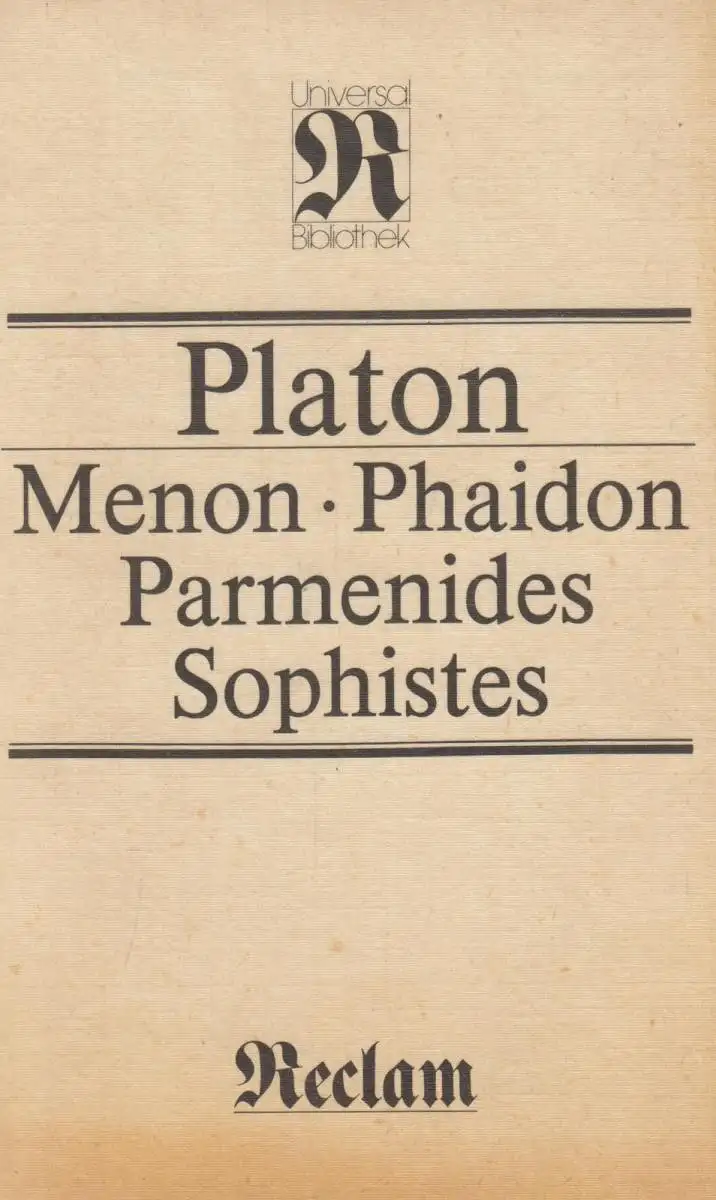 Universal
R
Bibliothek
Platon
Menon · Phaidon
Parmenides
Sophistes
Reclam